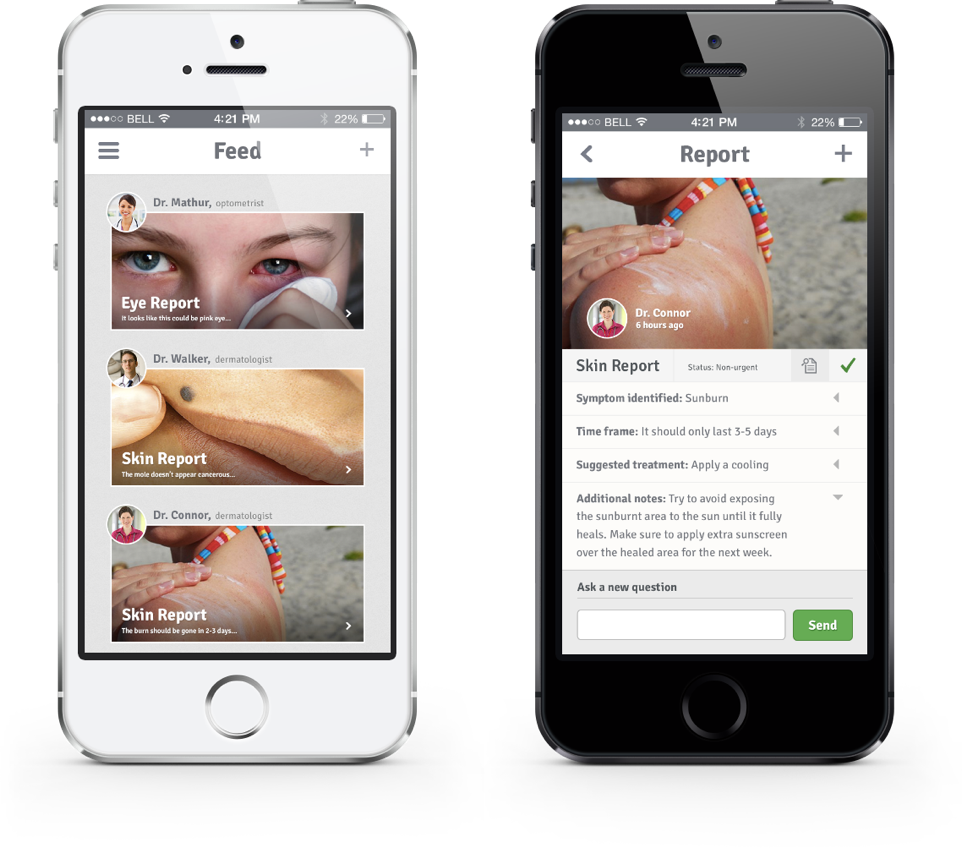 BELL 4:21 PM 22%
Feed
Dr. Mathur, optometrist
Eye Report
it looks like this could be pink eye...
Dr. Walker, dermatologist
Skin Report
The mole doesn't appear cancerous...
Dr. Connor, dermatologist
Skin Report
The burn should be gone in 2-3 days...
BELL 4:21 PM 22%
Report
Dr. Connor
6 hours ago
Skin Report Status: Non-urgent
Symptom identified: Sunburn
Time frame: It should only last 3-5 days
Suggested treatment: Apply a cooling
Additional notes: Try to avoid exposing
the sunburnt area to the sun until it fully
heals. Make sure to apply extra sunscreen
over the healed area for the next week.
Ask a new question
Send